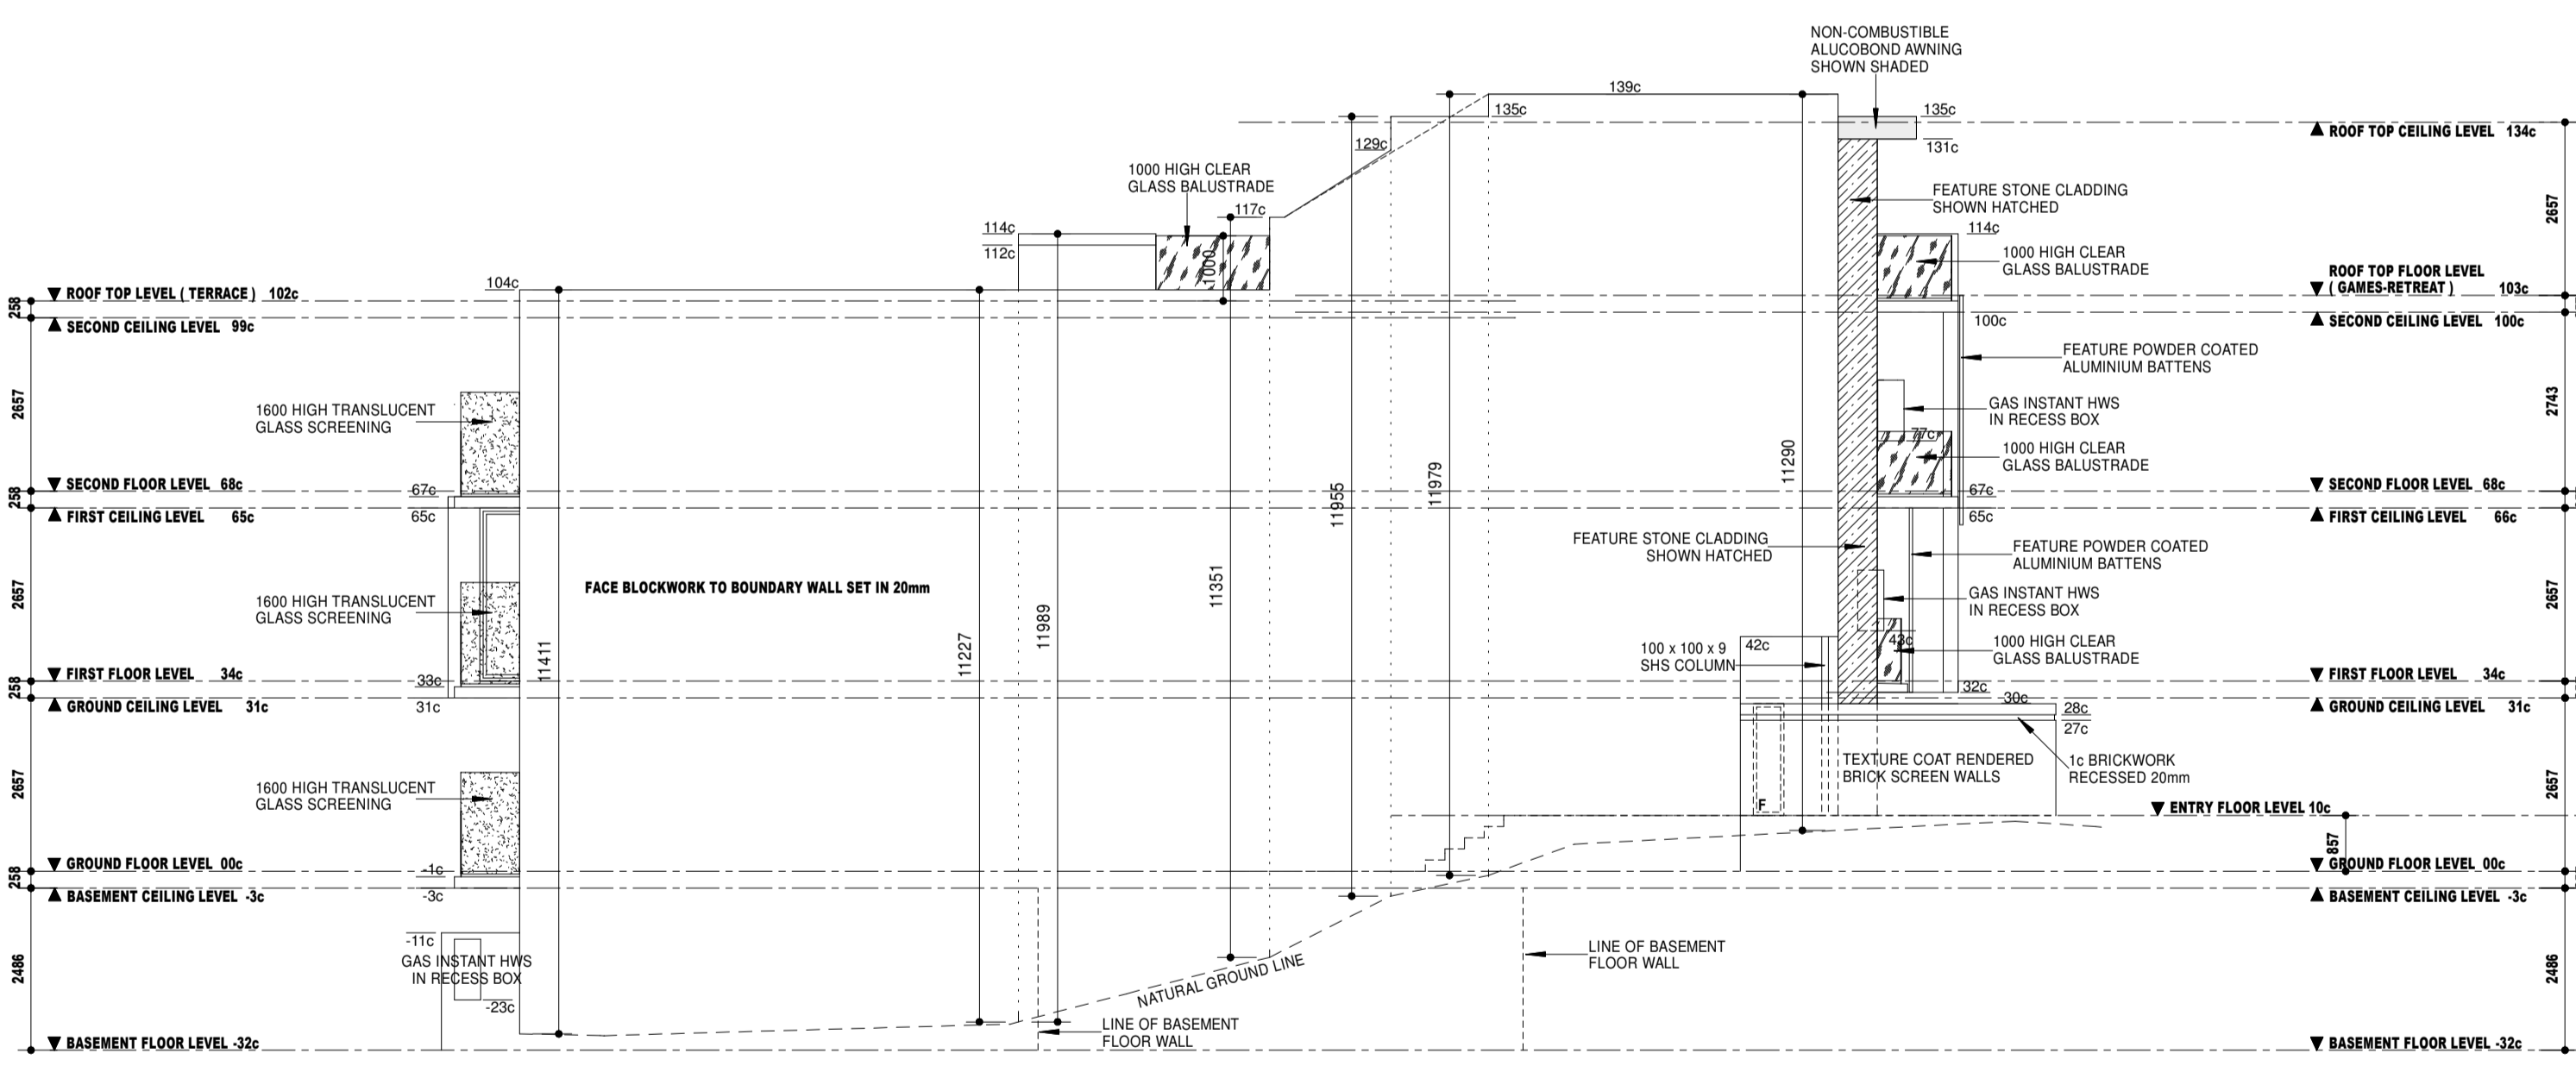 NON-COMBUSTIBLE
ALUCOBOND AWNING
SHOWN SHADED
139c
135c
135c
ROOF TOP CEILING LEVEL 134c
129c
131c
1000 HIGH CLEAR
GLASS BALUSTRADE
FEATURE STONE CLADDING
SHOWN HATCHED
2657
117c
114c
112c
114c
1000 HIGH CLEAR
GLASS BALUSTRADE
1000
104c
ROOF TOP LEVEL ( TERRACE ) 102c
258
SECOND CEILING LEVEL 99c
ROOF TOP FLOOR LEVEL
( GAMES-RETREAT ) 103c
SECOND CEILING LEVEL 100c
100c
FEATURE POWDER COATED
ALUMINIUM BATTENS
2657
1600 HIGH TRANSLUCENT
GLASS SCREENING
GAS INSTANT HWS
IN RECESS BOX
2743
77c
1000 HIGH CLEAR
GLASS BALUSTRADE
11290
11979
11955
SECOND FLOOR LEVEL 68c
67c
67c
SECOND FLOOR LEVEL 68c
258
FIRST CEILING LEVEL 65c
65c
65c
FIRST CEILING LEVEL 66c
FEATURE STONE CLADDING
SHOWN HATCHED
FEATURE POWDER COATED
ALUMINIUM BATTENS
FACE BLOCKWORK TO BOUNDARY WALL SET IN 20mm
11351
2657
1600 HIGH TRANSLUCENT
GLASS SCREENING
GAS INSTANT HWS
IN RECESS BOX
2657
11411
11227
11989
100 x 100 x 9
SHS COLUMN
42c
43c
1000 HIGH CLEAR
GLASS BALUSTRADE
FIRST FLOOR LEVEL 34c
33c
32c
FIRST FLOOR LEVEL 34c
258
GROUND CEILING LEVEL 31c
31c
30c
28c
27c
GROUND CEILING LEVEL 31c
TEXTURE COAT RENDERED
BRICK SCREEN WALLS
1c BRICKWORK
RECESSED 20mm
2657
1600 HIGH TRANSLUCENT
GLASS SCREENING
F
2657
ENTRY FLOOR LEVEL 10c
857
GROUND FLOOR LEVEL 00c
-1c
GROUND FLOOR LEVEL 00c
258
BASEMENT CEILING LEVEL -3c
-3c
BASEMENT CEILING LEVEL -3c
-11c
GAS INSTANT HWS
IN RECESS BOX
-23c
2486
NATURAL GROUND LINE
LINE OF BASEMENT
FLOOR WALL
2486
LINE OF BASEMENT
FLOOR WALL
BASEMENT FLOOR LEVEL -32c
BASEMENT FLOOR LEVEL -32c